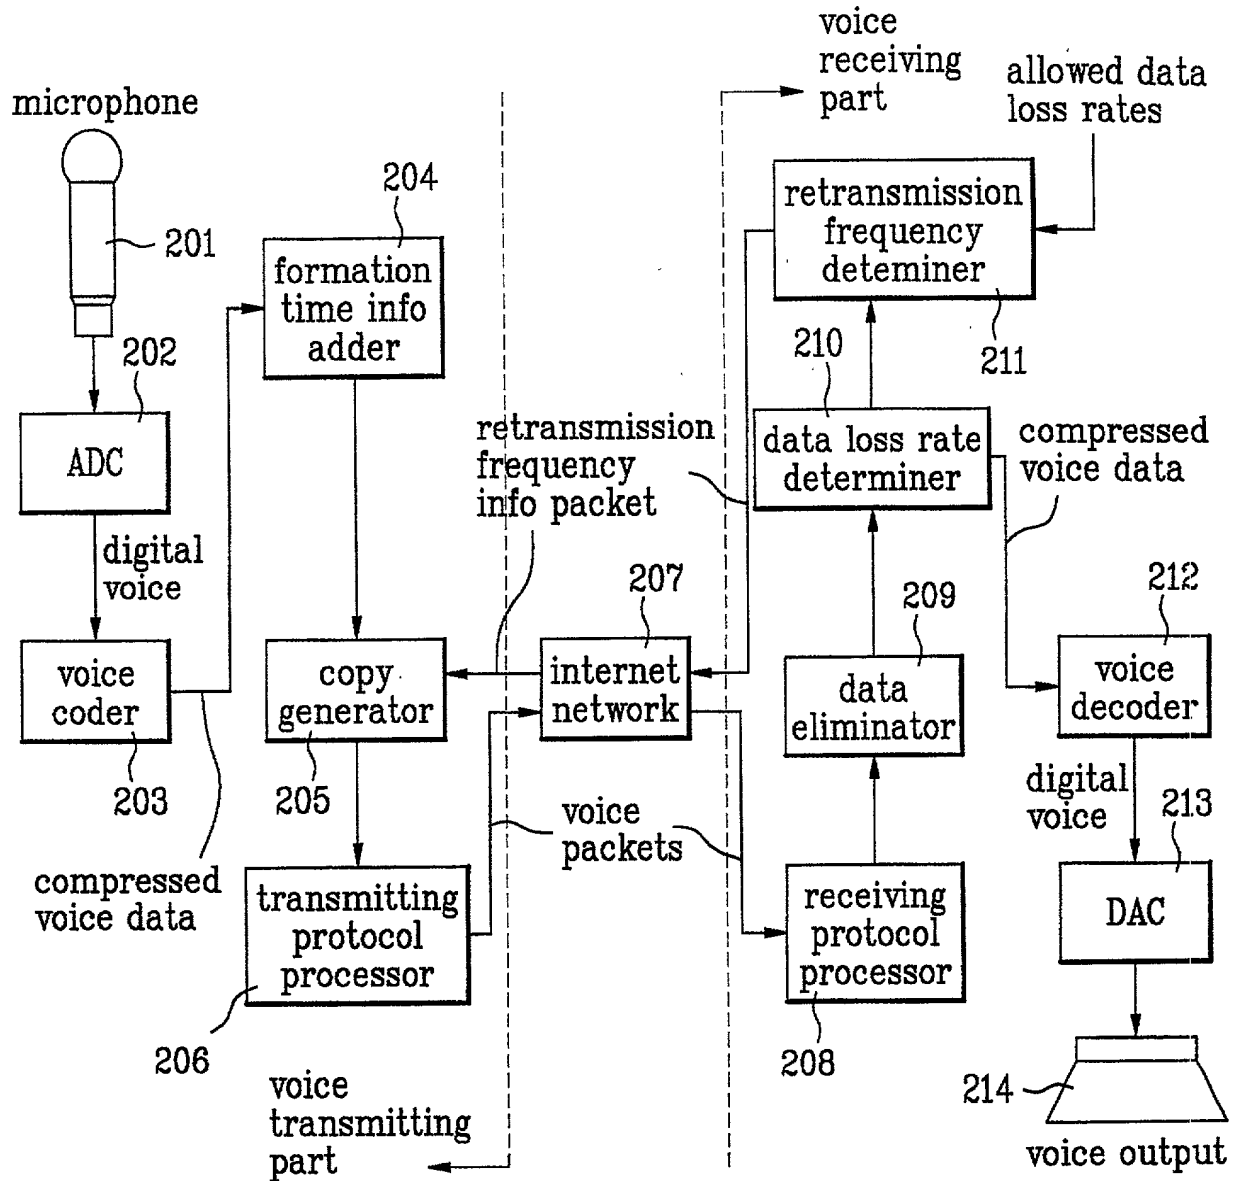 voice
receiving
part
allowed data
loss rates
microphone
201
204
formation
time info
adder
retransmission
frequency
deteminer
211
202
ADC
210
data loss rate
determiner
retransmission
frequency
info packet
compressed
voice data
digital
voice
207
209
212
voice
coder
203
copy
generator
205
internet
network
data
eliminator
voice
decoder
digital
voice
213
voice
packets
compressed
voice data
transmitting
protocol
processor
206
receiving
protocol
processor
208
DAC
214
voice
transmitting
part
voice output